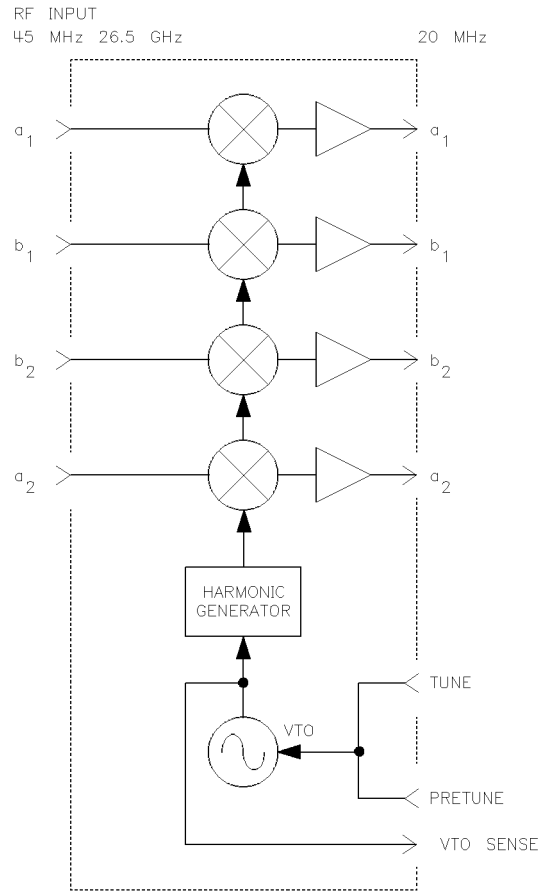 RF INPUT
45 MHz 26.5 GHz
20 MHz
a1
a1
b1
b1
b2
b2
a2
a2
HARMONIC
GENERATOR
TUNE
VTO
PRETUNE
VTO SENSE